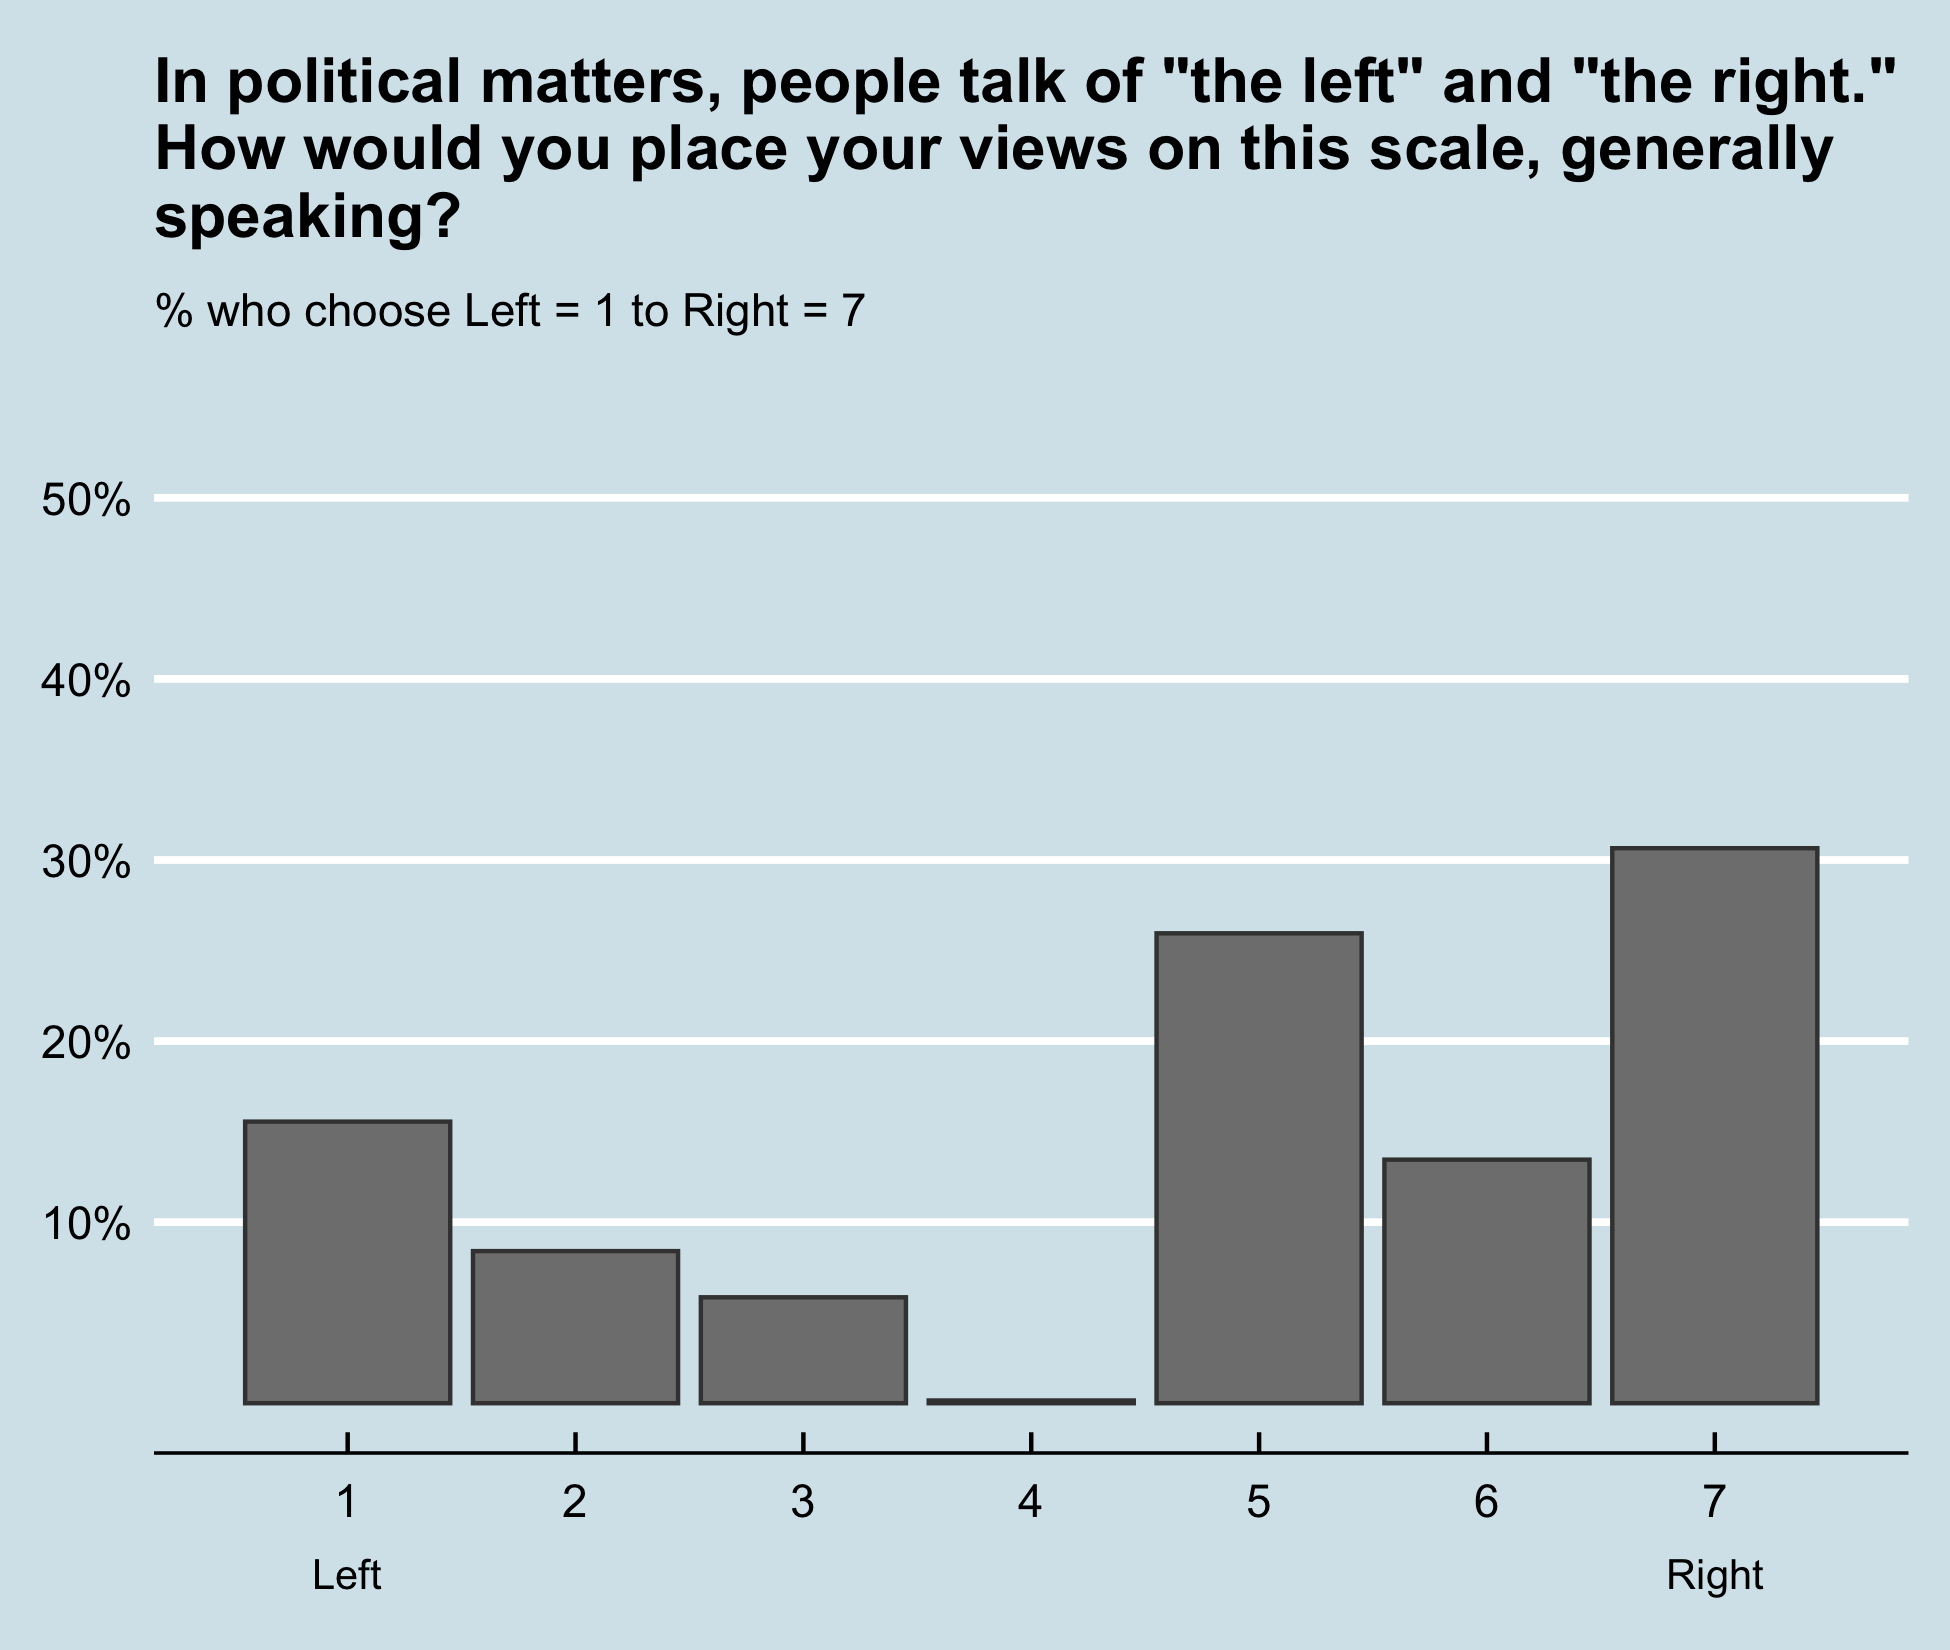 In political matters, people talk of "the left" and "the right."
How would you place your views on this scale, generally
speaking?
% who choose Left = 1 to Right = 7
50%
40%
30%
20%
10%
1 2 3 4 5 6 7
Left Right